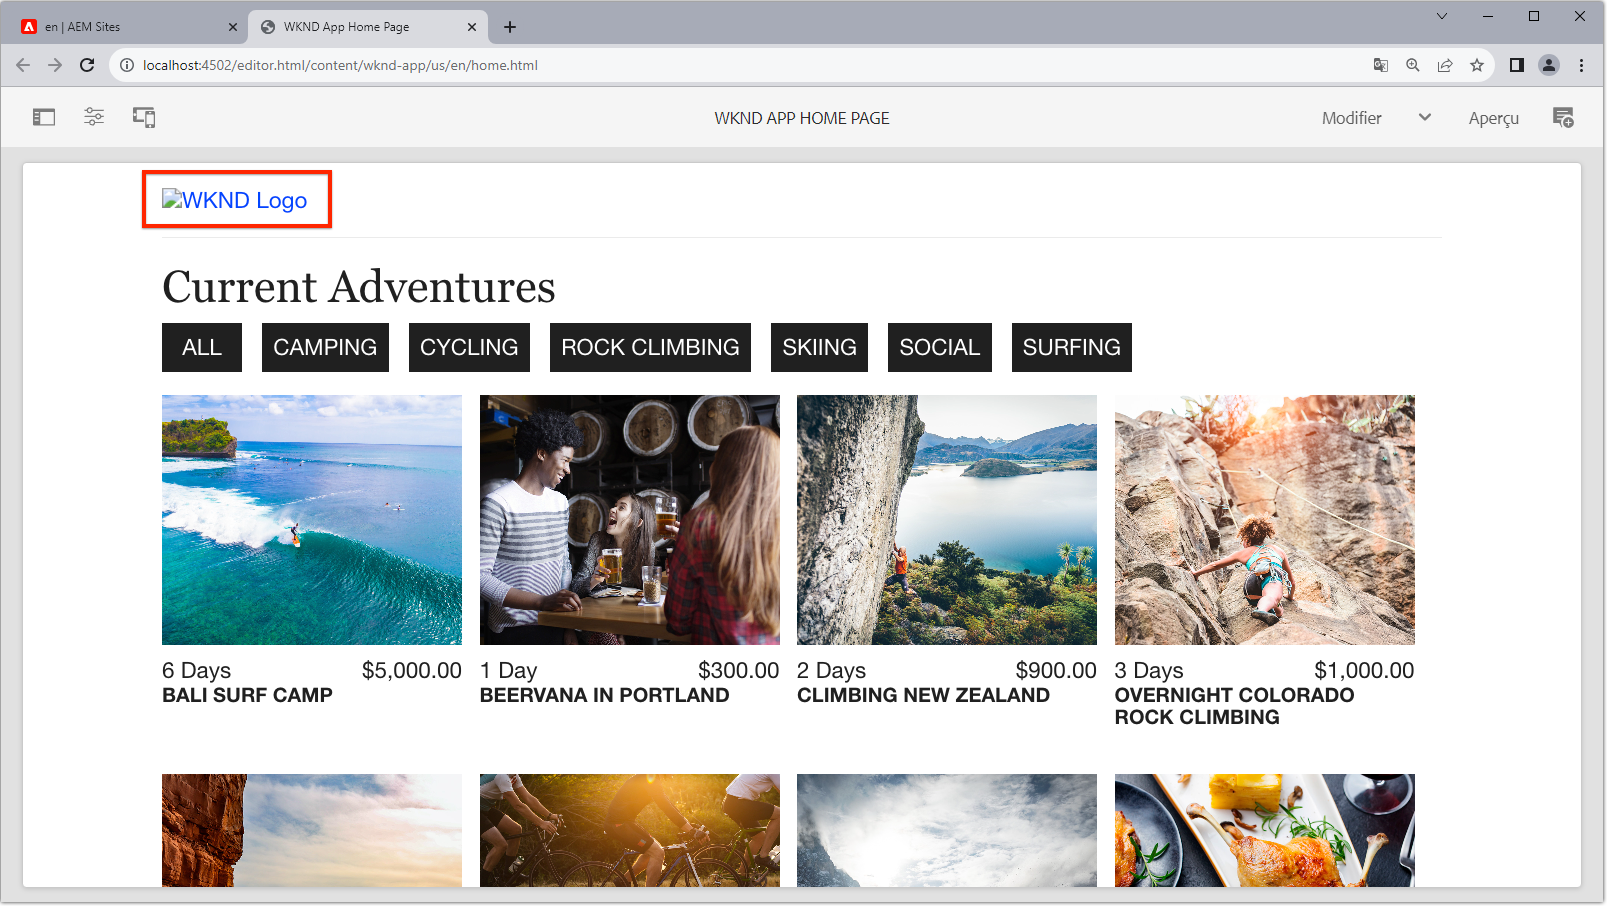 en | AEM Sites
WKND App Home Page
localhost:4502/editor.html/content/wknd-app/us/en/home.html
WKND APP HOME PAGE
Modifier
Aperçu
WKND Logo
Current Adventures
ALL
CAMPING
CYCLING
ROCK CLIMBING
SKIING
SOCIAL
SURFING
6 Days
$5,000.00
BALI SURF CAMP
1 Day
$300.00
BEERVANA IN PORTLAND
2 Days
$900.00
CLIMBING NEW ZEALAND
3 Days
$1,000.00
OVERNIGHT COLORADO
ROCK CLIMBING